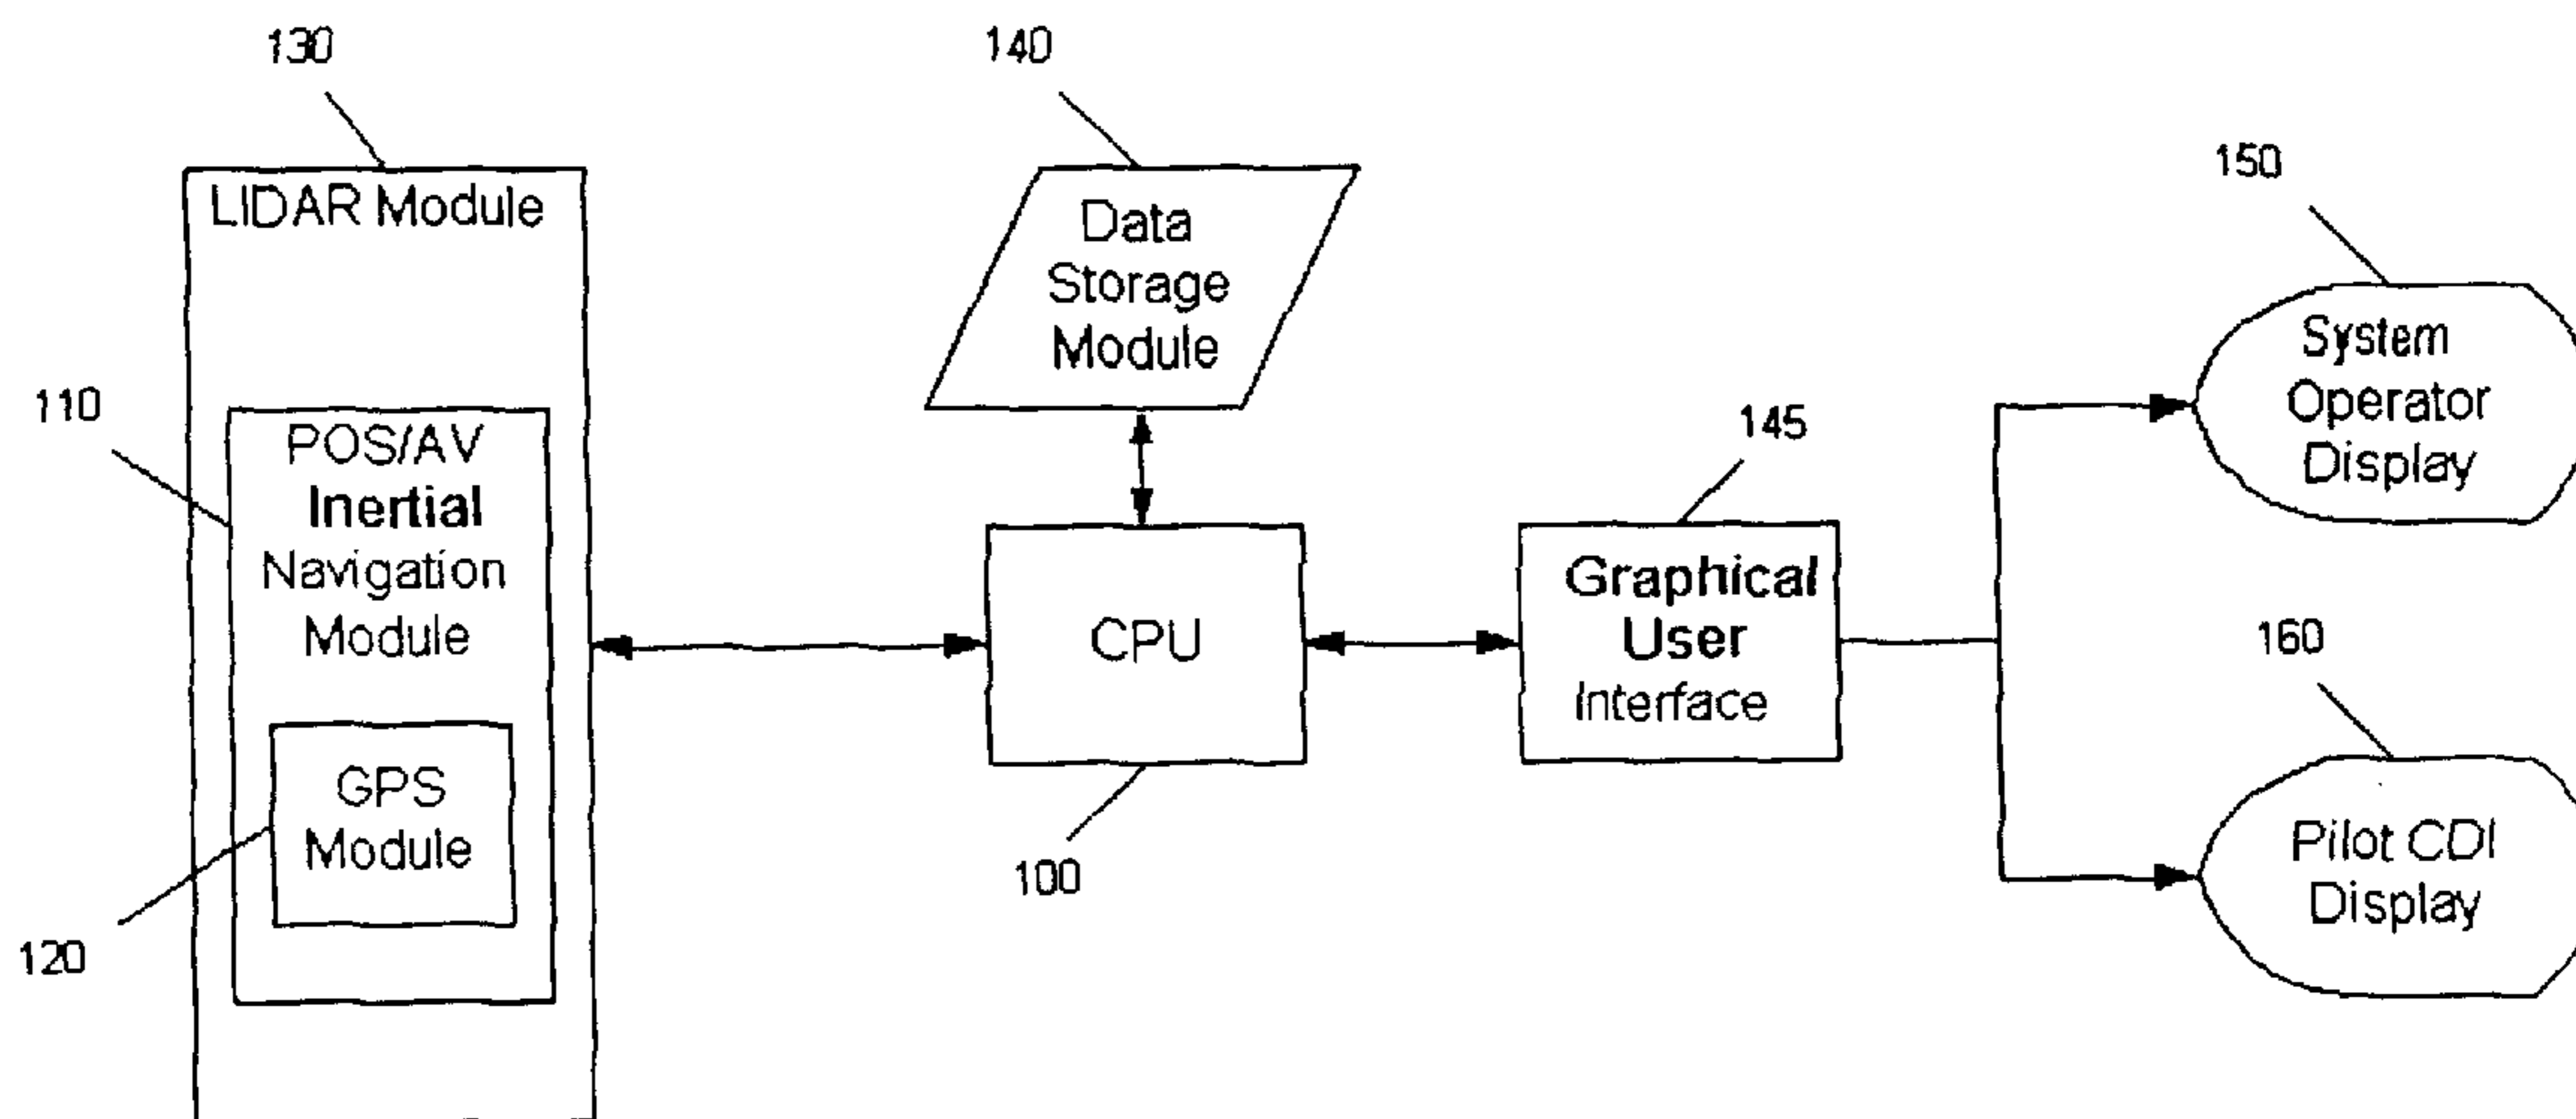 130
140
150
LIDAR Module
Data
Storage
Module
System
Operator
Display
110
POS/AV
Inertial
Navigation
Module
145
CPU
Graphical
User
Interface
160
GPS
Module
120
100
Pilot CDI
Display